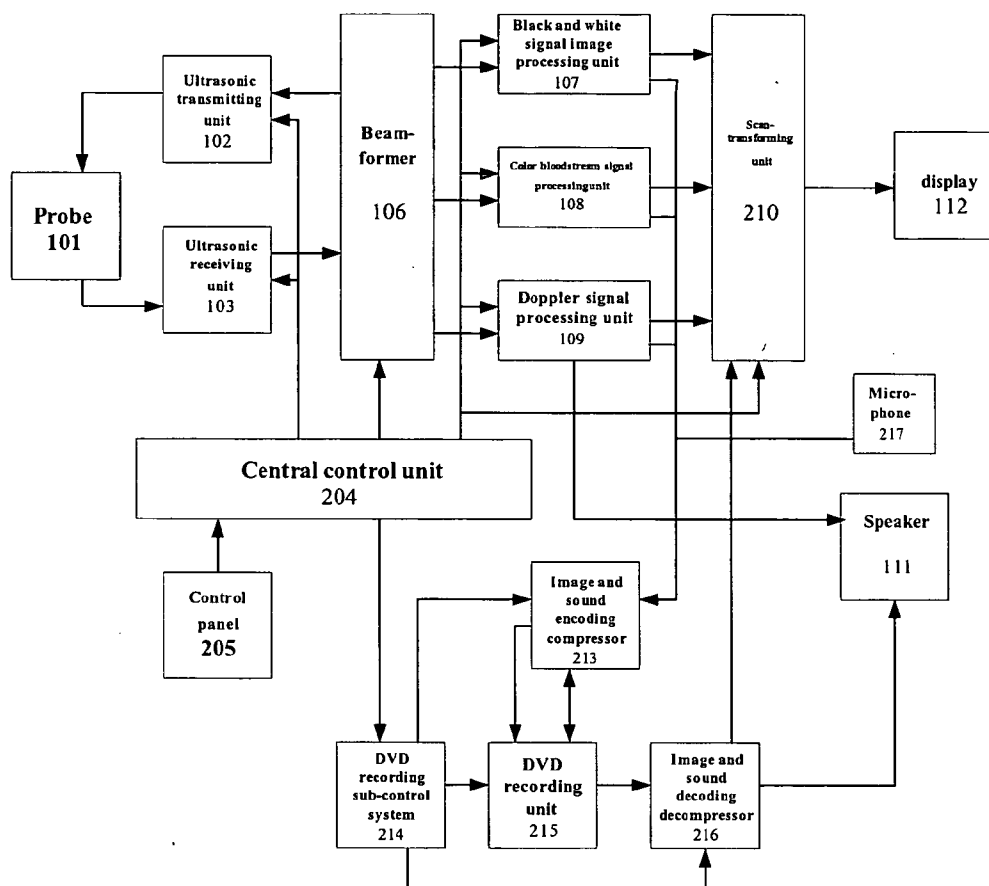 Black and white
signal image
processing unit
107
Ultrasonic
transmitting
unit
102
Beam-
former
106
Scan-
transforming
unit
210
Color bloodstream signal
processingunit
108
display
112
Probe
101
Ultrasonic
receiving
unit
103
Doppler signal
processing unit
109
Micro-
phone
217
Central control unit
204
Speaker
111
Control
panel
205
Image and
sound
encoding
compressor
213
DVD
recording
sub-control
system
214
DVD
recording
unit
215
Image and
sound
decoding
decompressor
216